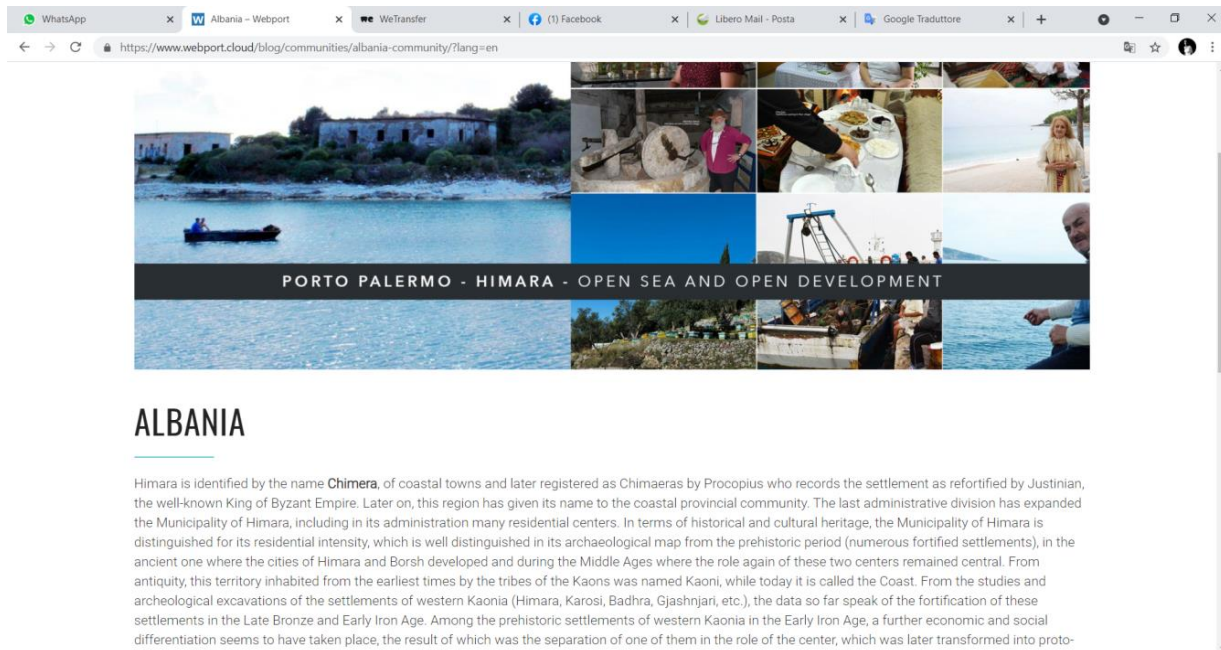 WhatsApp
Albania – Webport
WeTransfer
(1) Facebook
Libero Mail - Posta
Google Traduttore
https://www.webport.cloud/blog/communities/albania-community/?lang=en
PORTO PALERMO - HIMARA - OPEN SEA AND OPEN DEVELOPMENT
ALBANIA
Himara is identified by the name Chimera, of coastal towns and later registered as Chimaeras by Procopius who records the settlement as refortified by Justinian,
the well-known King of Byzant Empire. Later on, this region has given its name to the coastal provincial community. The last administrative division has expanded
the Municipality of Himara, including in its administration many residential centers. In terms of historical and cultural heritage, the Municipality of Himara is
distinguished for its residential intensity, which is well distinguished in its archaeological map from the prehistoric period (numerous fortified settlements), in the
ancient one where the cities of Himara and Borsh developed and during the Middle Ages where the role again of these two centers remained central. From
antiquity, this territory inhabited from the earliest times by the tribes of the Kaons was named Kaoni, while today it is called the Coast. From the studies and
archeological excavations of the settlements of western Kaonia (Himara, Karosi, Badhra, Gjashnjari, etc.), the data so far speak of the fortification of these
settlements in the Late Bronze and Early Iron Age. Among the prehistoric settlements of western Kaonia in the Early Iron Age, a further economic and social
differentiation seems to have taken place, the result of which was the separation of one of them in the role of the center, which was later transformed into proto-